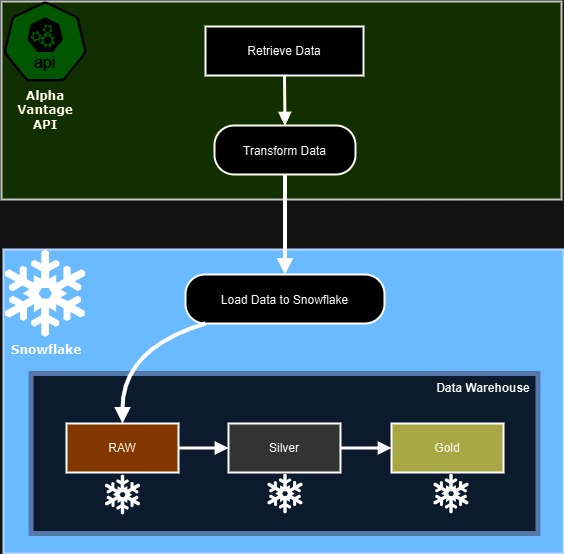 Retrieve Data
api
Alpha
Vantage
API
Transform Data
Load Data to Snowflake
Snowflake
Data Warehouse
RAW
Silver
Gold